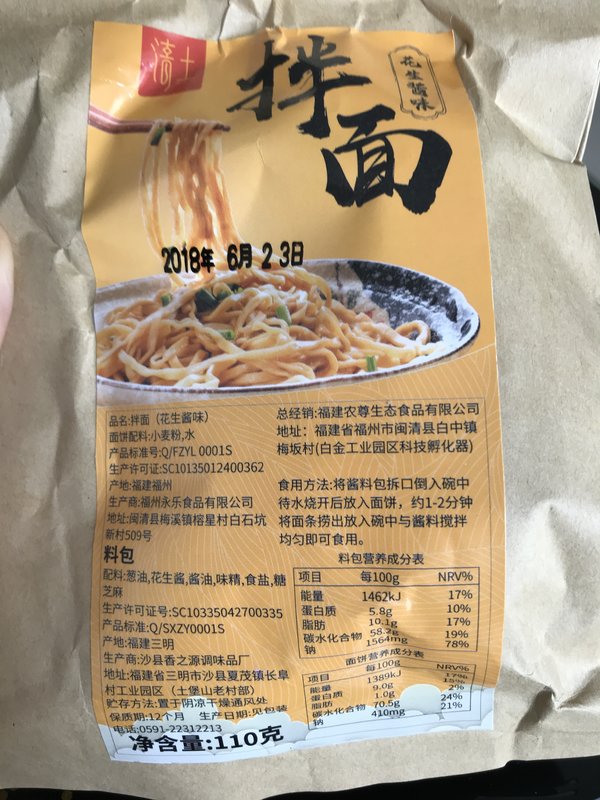 拌面
花生酱味
2018年 6月 2 3日
品名:拌面（花生酱味）
面饼配料:小麦粉,水
产品标准号:Q/FZYL 0001S
生产许可证:SC10135012400362
产地:福建福州
生产商:福州永乐食品有限公司
地址:闽清县梅溪镇榕星村白石坑
新村509号
料包
配料:葱油,花生酱,酱油,味精,食盐,糖
芝麻
生产许可证号:SC10335042700335
产品标准:Q/SXZY0001S
产地:福建三明
生产商:沙县香之源调味品厂
地址:福建省三明市沙县夏茂镇长阜
村工业园区（土堡山老村部）
贮存方法:置于阴凉干燥通风处
保质期:12个月 生产日期:见包装
电话:0591-22312213
净含量:110克
总经销:福建农尊生态食品有限公司
地址：福建省福州市闽清县白中镇
梅坂村(白金工业园区科技孵化器)
食用方法:将酱料包拆口倒入碗中
待水烧开后放入面饼，约1-2分钟
将面条捞出放入碗中与酱料搅拌
均匀即可食用。
料包营养成分表
项目 每100g NRV%
能量 1462kJ 17%
蛋白质 5.8g 10%
脂肪 10.1g 17%
碳水化合物 58.2g 19%
钠 1564mg 78%
面饼营养成分表
项目 每100g NRV%
能量 1389kJ 17%
蛋白质 9.0g 15%
脂肪 1.0g 2%
碳水化合物 70.5g 24%
钠 410mg 21%